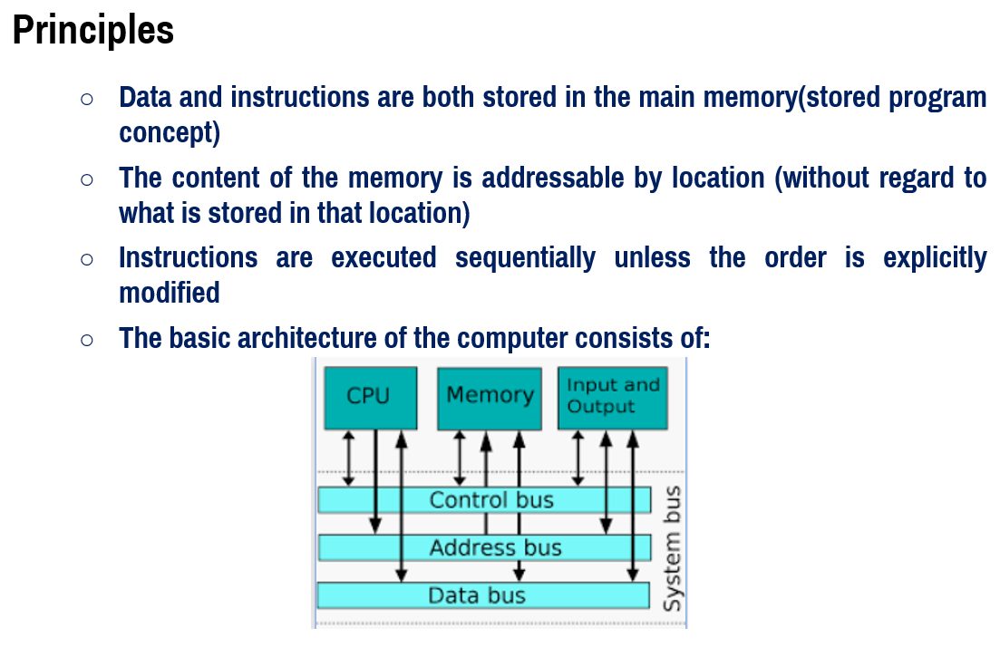 Principles
○ Data and instructions are both stored in the main memory(stored program
concept)
○ The content of the memory is addressable by location (without regard to
what is stored in that location)
○ Instructions are executed sequentially unless the order is explicitly
modified
○ The basic architecture of the computer consists of:
CPU
Memory
Input and
Output
Control bus
Address bus
Data bus
System bus